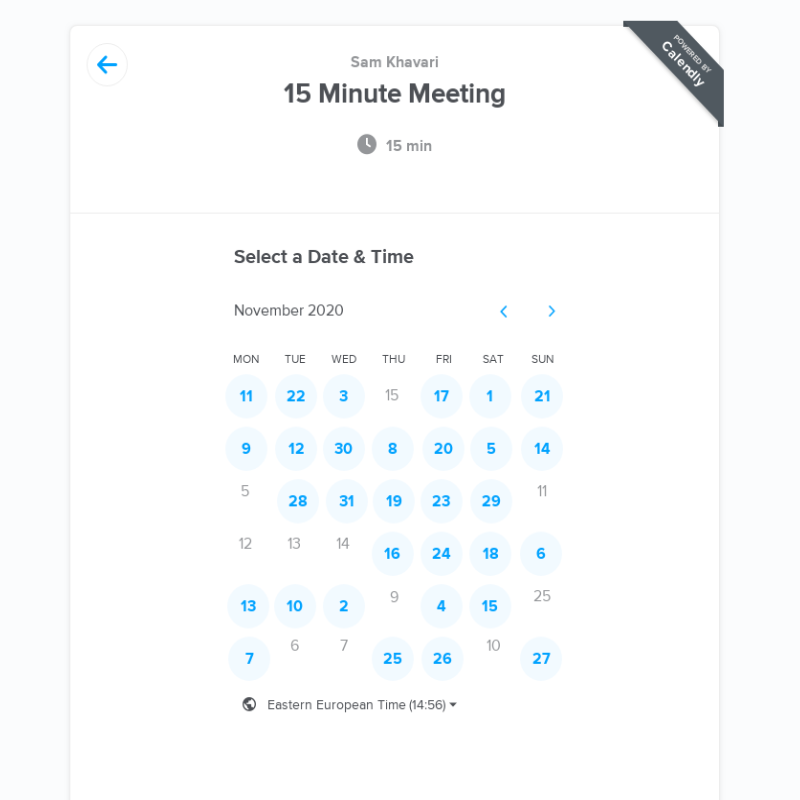 Sam Khavari
15 Minute Meeting
15 min
POWERED BY
Calendly
Select a Date & Time
November 2020
MON TUE WED THU FRI SAT SUN
11 22 3 15 17 1 21
9 12 30 8 20 5 14
5 28 31 19 23 29 11
12 13 14 16 24 18 6
13 10 2 9 4 15 25
7 6 7 25 26 10 27
Eastern European Time (14:56)